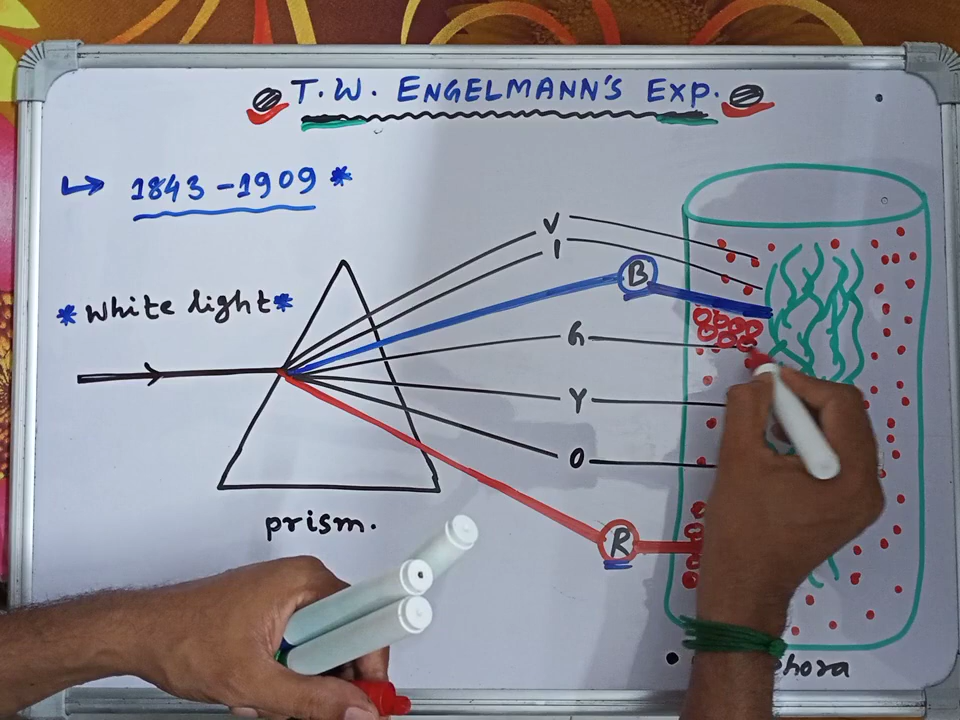 T.W. ENGELMANN'S EXP.
↳ 1843-1909 *
* White light *
V
I
B
G
Y
O
R
prism.